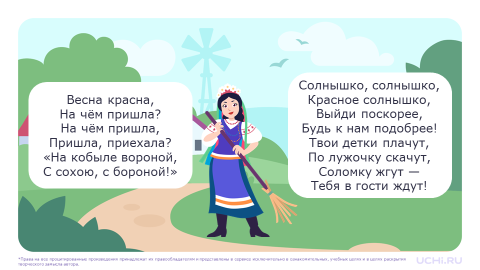 Весна красна,
На чём пришла?
На чём пришла,
Пришла, приехала?
«На кобыле вороной,
С сохою, с бороной!»
Солнышко, солнышко,
Красное солнышко,
Выйди поскорее,
Будь к нам подобрее!
Твои детки плачут,
По лужочку скачут,
Соломку жгут —
Тебя в гости ждут!
*Права на все процитированные произведения принадлежат их правообладателям и представлены в сервисе исключительно в ознакомительных, учебных целях и в целях раскрытия
творческого замысла автора.
UCHi.RU